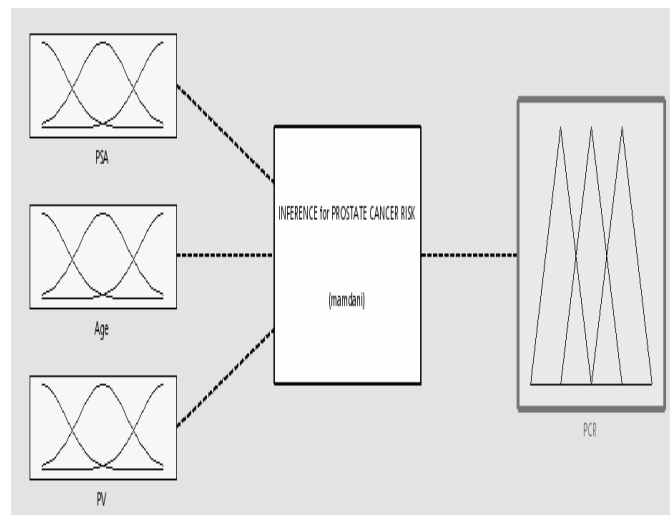 PSA
INFERENCE for PROSTATE CANCER RISK
Age
(mamdani)
PCR
PV